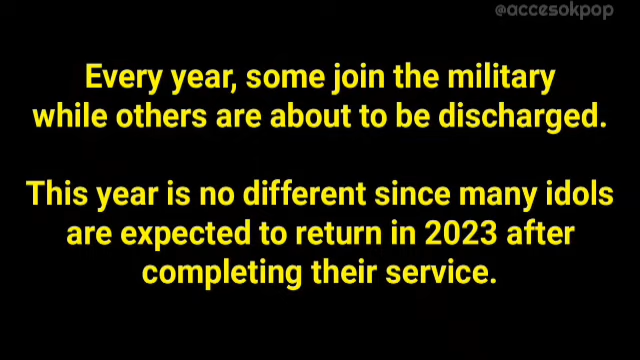 @accesokpop
Every year, some join the military
while others are about to be discharged.
This year is no different since many idols
are expected to return in 2023 after
completing their service.